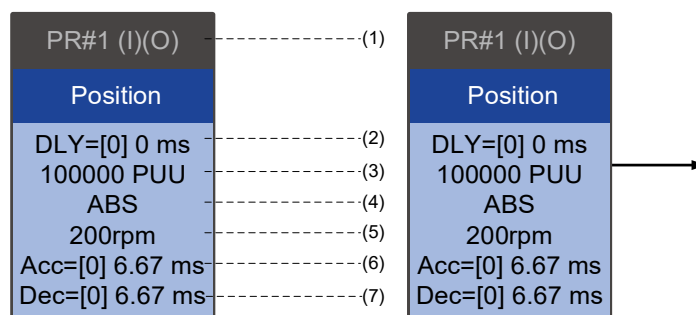 PR#1 (I)(O)
Position
DLY=[0] 0 ms
100000 PUU
ABS
200rpm
Acc=[0] 6.67 ms
Dec=[0] 6.67 ms
(1)
(2)
(3)
(4)
(5)
(6)
(7)
PR#1 (I)(O)
Position
DLY=[0] 0 ms
100000 PUU
ABS
200rpm
Acc=[0] 6.67 ms
Dec=[0] 6.67 ms